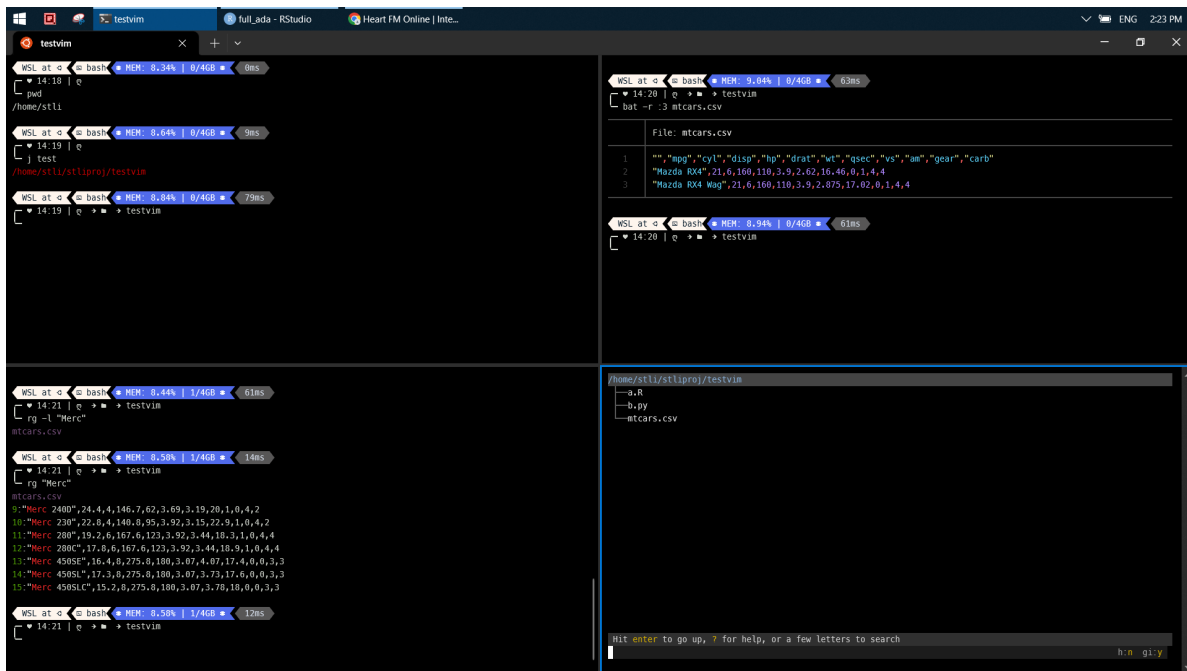 testvim
full_ada - RStudio
Heart FM Online | Inte...
ENG 2:23 PM
testvim
WSL at bash MEM: 8.34% | 0/4GB 0ms
♥ 14:18 |
pwd
/home/stli
WSL at bash MEM: 8.64% | 0/4GB 9ms
♥ 14:19 |
j test
/home/stli/stliproj/testvim
WSL at bash MEM: 8.84% | 0/4GB 79ms
♥ 14:19 | → → testvim
WSL at bash MEM: 9.04% | 0/4GB 63ms
♥ 14:20 | → → testvim
bat -r :3 mtcars.csv
File: mtcars.csv
1 "","mpg","cyl","disp","hp","drat","wt","qsec","vs","am","gear","carb"
2 "Mazda RX4",21,6,160,110,3.9,2.62,16.46,0,1,4,4
3 "Mazda RX4 Wag",21,6,160,110,3.9,2.875,17.02,0,1,4,4
WSL at bash MEM: 8.94% | 0/4GB 61ms
♥ 14:20 | → → testvim
WSL at bash MEM: 8.44% | 1/4GB 61ms
♥ 14:21 | → → testvim
rg -l "Merc"
mtcars.csv
WSL at bash MEM: 8.50% | 1/4GB 14ms
♥ 14:21 | → → testvim
rg "Merc"
mtcars.csv
9:"Merc 240D",24.4,4,146.7,62,3.69,3.19,20,1,0,4,2
10:"Merc 230",22.8,4,140.8,95,3.92,3.15,22.9,1,0,4,2
11:"Merc 280",19.2,6,167.6,123,3.92,3.44,18.3,1,0,4,4
12:"Merc 280C",17.8,6,167.6,123,3.92,3.44,18.9,1,0,4,4
13:"Merc 450SE",16.4,8,275.8,180,3.07,4.07,17.4,0,0,3,3
14:"Merc 450SL",17.3,8,275.8,180,3.07,3.73,17.6,0,0,3,3
15:"Merc 450SLC",15.2,8,275.8,180,3.07,3.78,18,0,0,3,3
WSL at bash MEM: 8.50% | 1/4GB 12ms
♥ 14:21 | → → testvim
/home/stli/stliproj/testvim
├──a.R
├──b.py
└──mtcars.csv
Hit enter to go up, ? for help, or a few letters to search
h:n gi:y